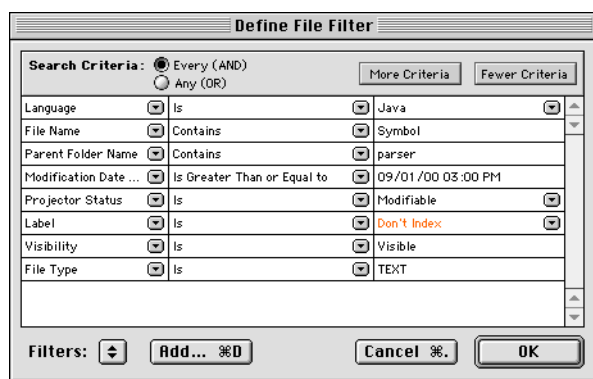 Define File Filter
Search Criteria: Every (AND)
Any (OR)
More Criteria Fewer Criteria
Language Is Java
File Name Contains Symbol
Parent Folder Name Contains parser
Modification Date ... Is Greater Than or Equal to 09/01/00 03:00 PM
Projector Status Is Modifiable
Label Is Don't Index
Visibility Is Visible
File Type Is TEXT
Filters: Add... ⌘D Cancel ⌘. OK